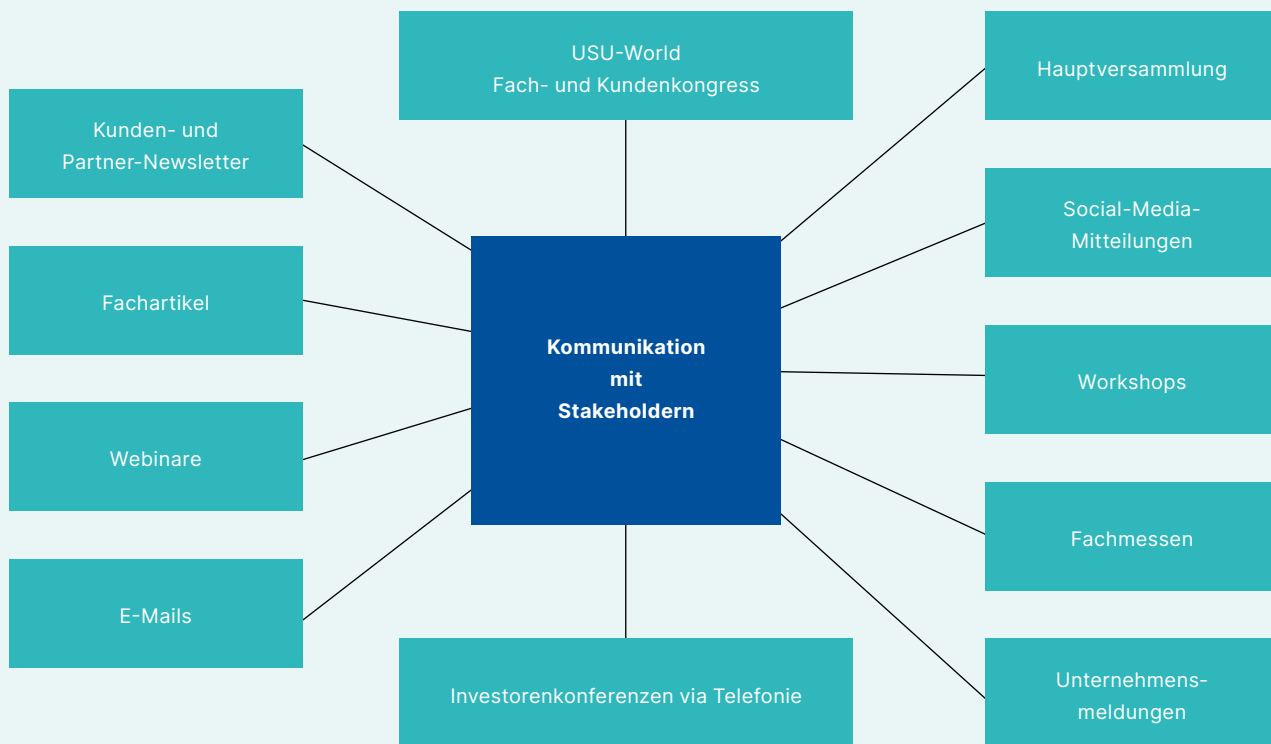 USU-World
Fach- und Kundenkongress
Hauptversammlung
Kunden- und
Partner-Newsletter
Social-Media-
Mitteilungen
Fachartikel
Kommunikation
mit
Stakeholdern
Workshops
Webinare
Fachmessen
E-Mails
Investorenkonferenzen via Telefonie
Unternehmens-
meldungen